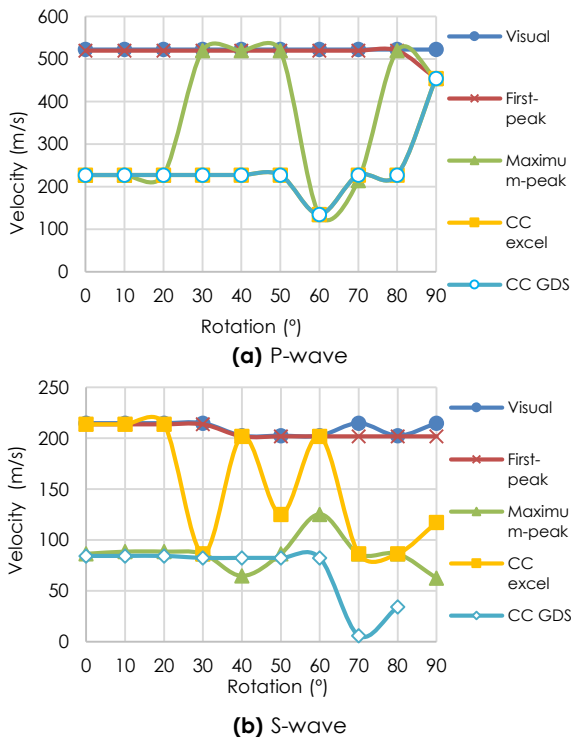 600
500
400
300
200
100
0
Velocity (m/s)
0 10 20 30 40 50 60 70 80 90
Rotation (º)
Visual
First-
peak
Maximu
m-peak
CC
excel
CC GDS
(a) P-wave
250
200
150
100
50
0
Velocity (m/s)
0 10 20 30 40 50 60 70 80 90
Rotation (º)
Visual
First-
peak
Maximu
m-peak
CC
excel
CC GDS
(b) S-wave